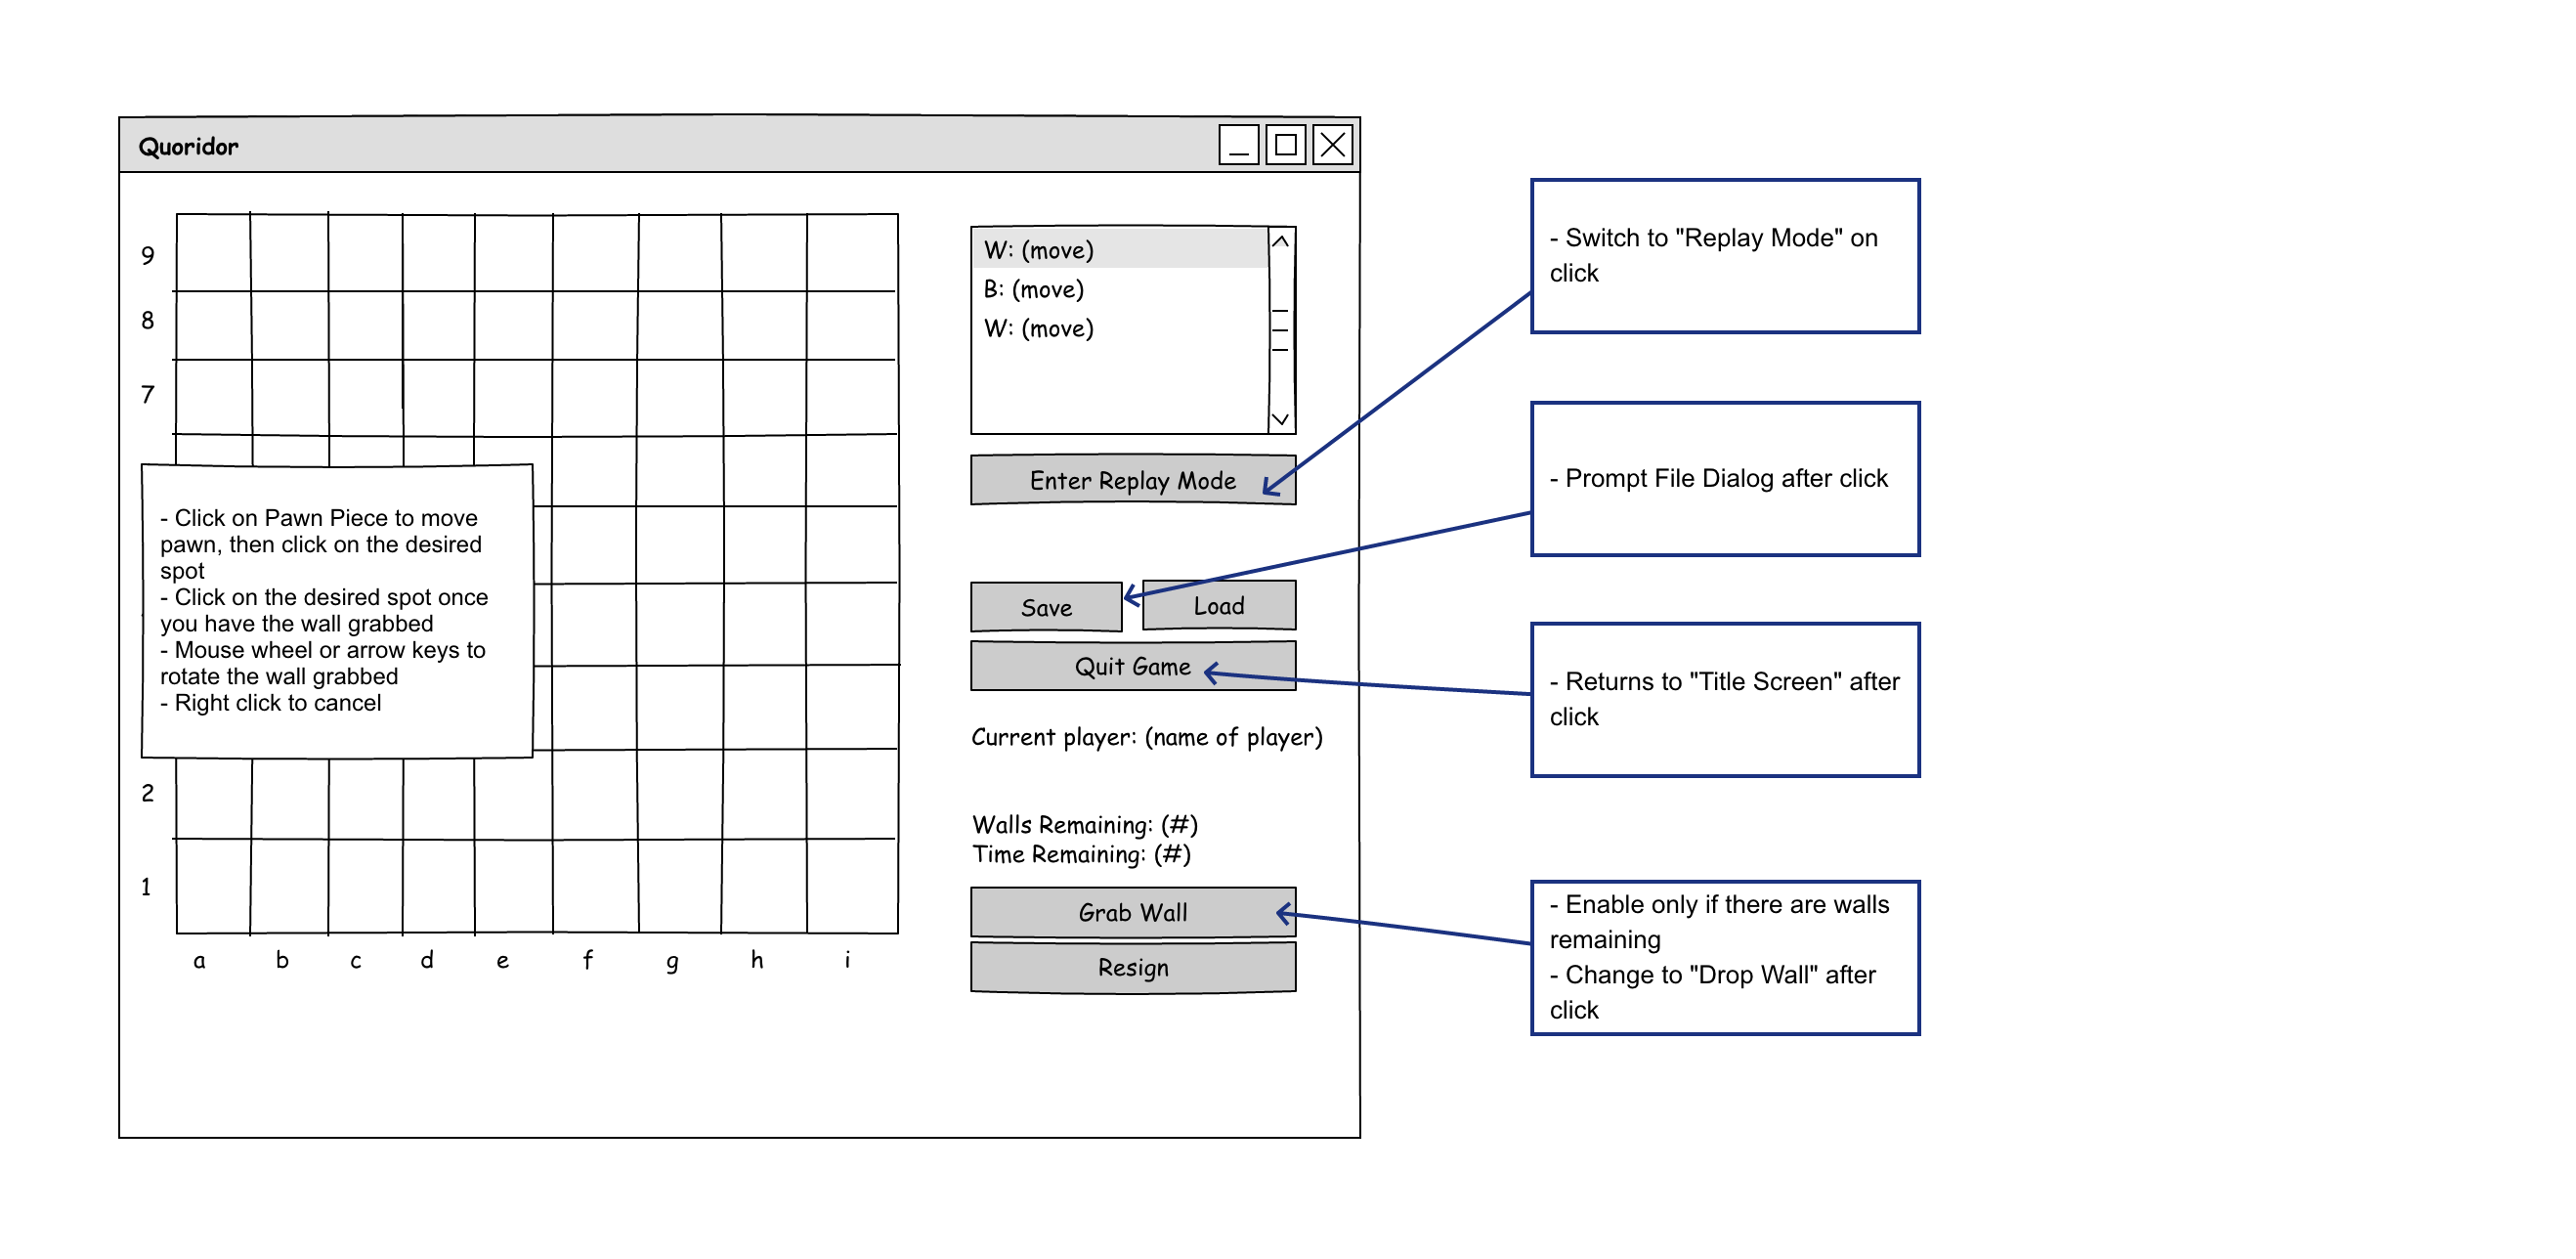 Quoridor
9
8
7
2
1
a b c d e f g h i
- Click on Pawn Piece to move
pawn, then click on the desired
spot
- Click on the desired spot once
you have the wall grabbed
- Mouse wheel or arrow keys to
rotate the wall grabbed
- Right click to cancel
W: (move)
B: (move)
W: (move)
Enter Replay Mode
Save
Load
Quit Game
Current player: (name of player)
Walls Remaining: (#)
Time Remaining: (#)
Grab Wall
Resign
- Switch to "Replay Mode" on
click
- Prompt File Dialog after click
- Returns to "Title Screen" after
click
- Enable only if there are walls
remaining
- Change to "Drop Wall" after
click